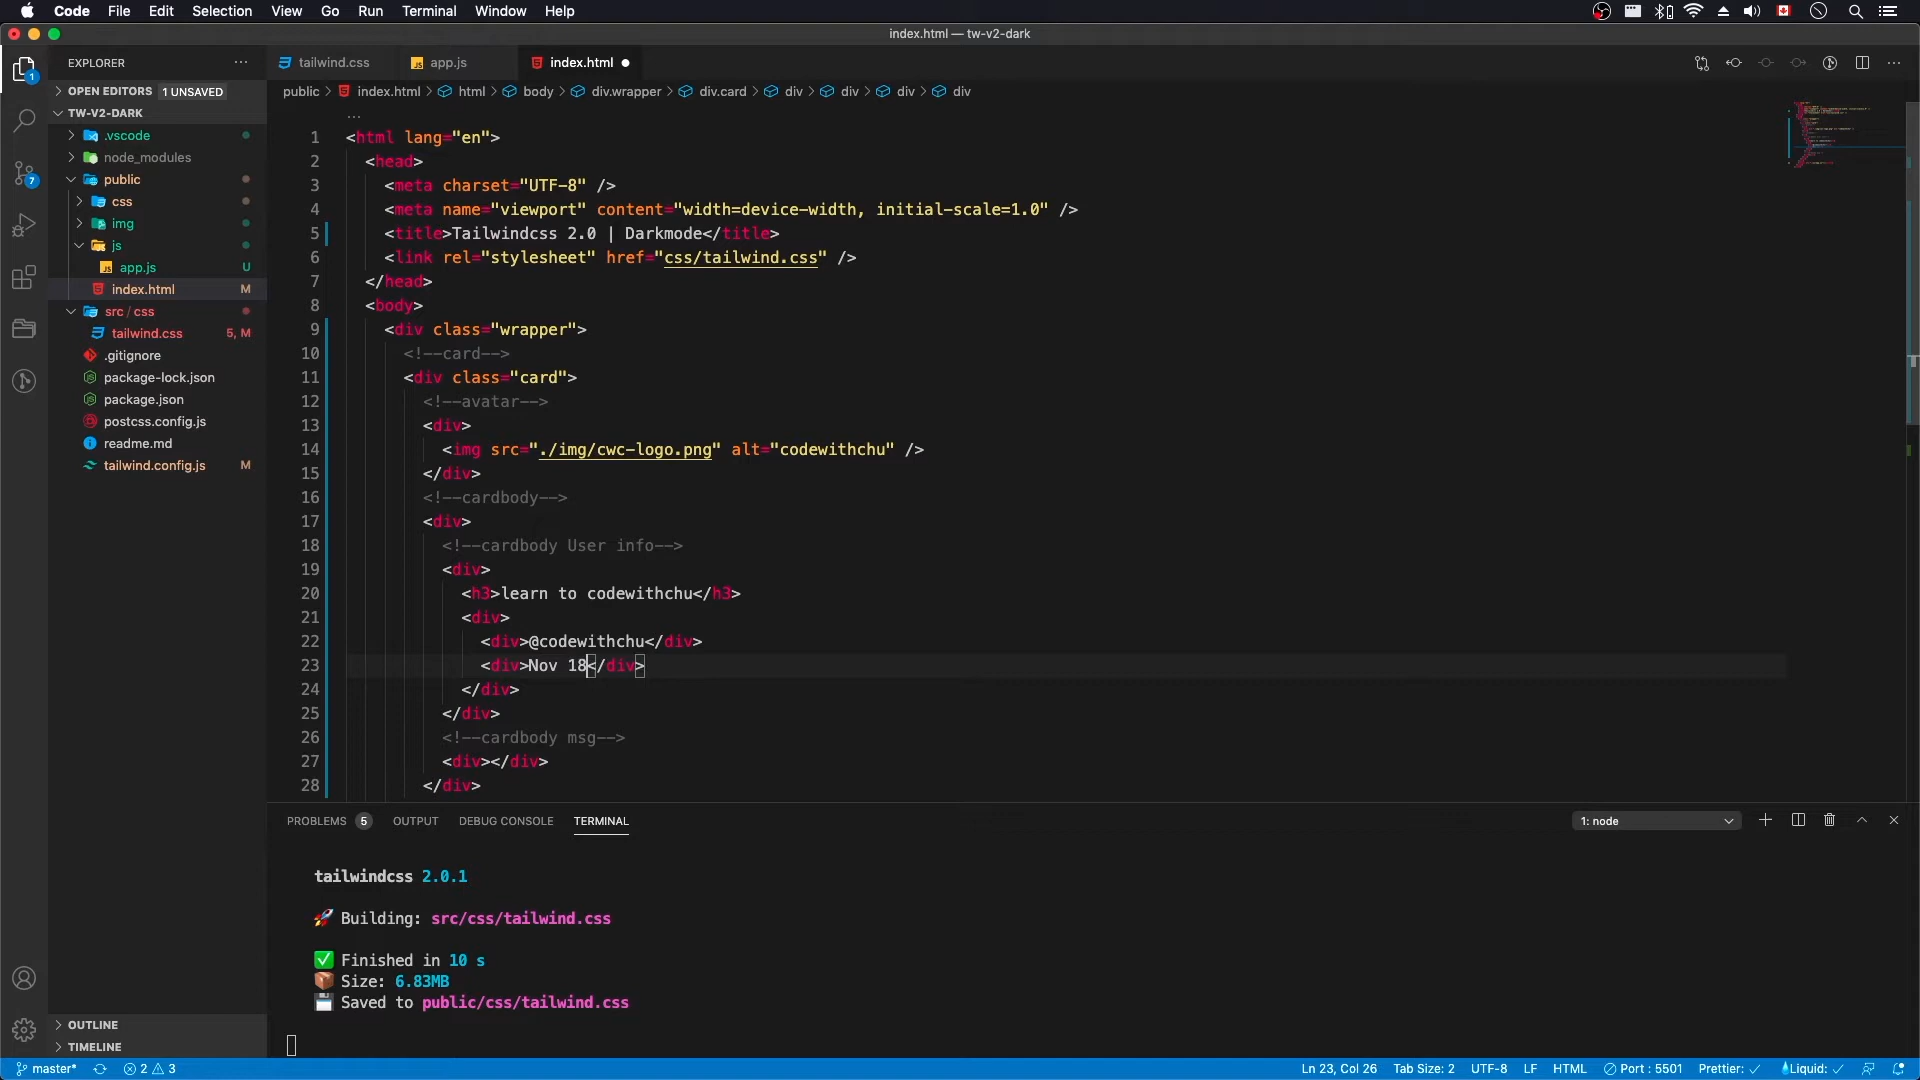 Code File Edit Selection View Go Run Terminal Window Help
index.html — tw-v2-dark
EXPLORER
tailwind.css
app.js
index.html
OPEN EDITORS 1 UNSAVED
public > index.html > html > body > div.wrapper > div.card > div > div > div > div
TW-V2-DARK
.vscode
node_modules
public
css
img
js
app.js U
index.html M
src / css
tailwind.css 5, M
.gitignore
package-lock.json
package.json
postcss.config.js
readme.md
tailwind.config.js M
OUTLINE
TIMELINE
1 <html lang="en">
2 <head>
3 <meta charset="UTF-8" />
4 <meta name="viewport" content="width=device-width, initial-scale=1.0" />
5 <title>Tailwindcss 2.0 | Darkmode</title>
6 <link rel="stylesheet" href="css/tailwind.css" />
7 </head>
8 <body>
9 <div class="wrapper">
10 <!--card-->
11 <div class="card">
12 <!--avatar-->
13 <div>
14 <img src="./img/cwc-logo.png" alt="codewithchu" />
15 </div>
16 <!--cardbody-->
17 <div>
18 <!--cardbody User info-->
19 <div>
20 <h3>learn to codewithchu</h3>
21 <div>
22 <div>@codewithchu</div>
23 <div>Nov 18</div>
24 </div>
25 </div>
26 <!--cardbody msg-->
27 <div></div>
28 </div>
PROBLEMS 5 OUTPUT DEBUG CONSOLE TERMINAL
1: node
tailwindcss 2.0.1
🚀 Building: src/css/tailwind.css
✅ Finished in 10 s
📦 Size: 6.83MB
💾 Saved to public/css/tailwind.css
master* 2 3
Ln 23, Col 26 Tab Size: 2 UTF-8 LF HTML Port : 5501 Prettier: ✓ Liquid: ✓